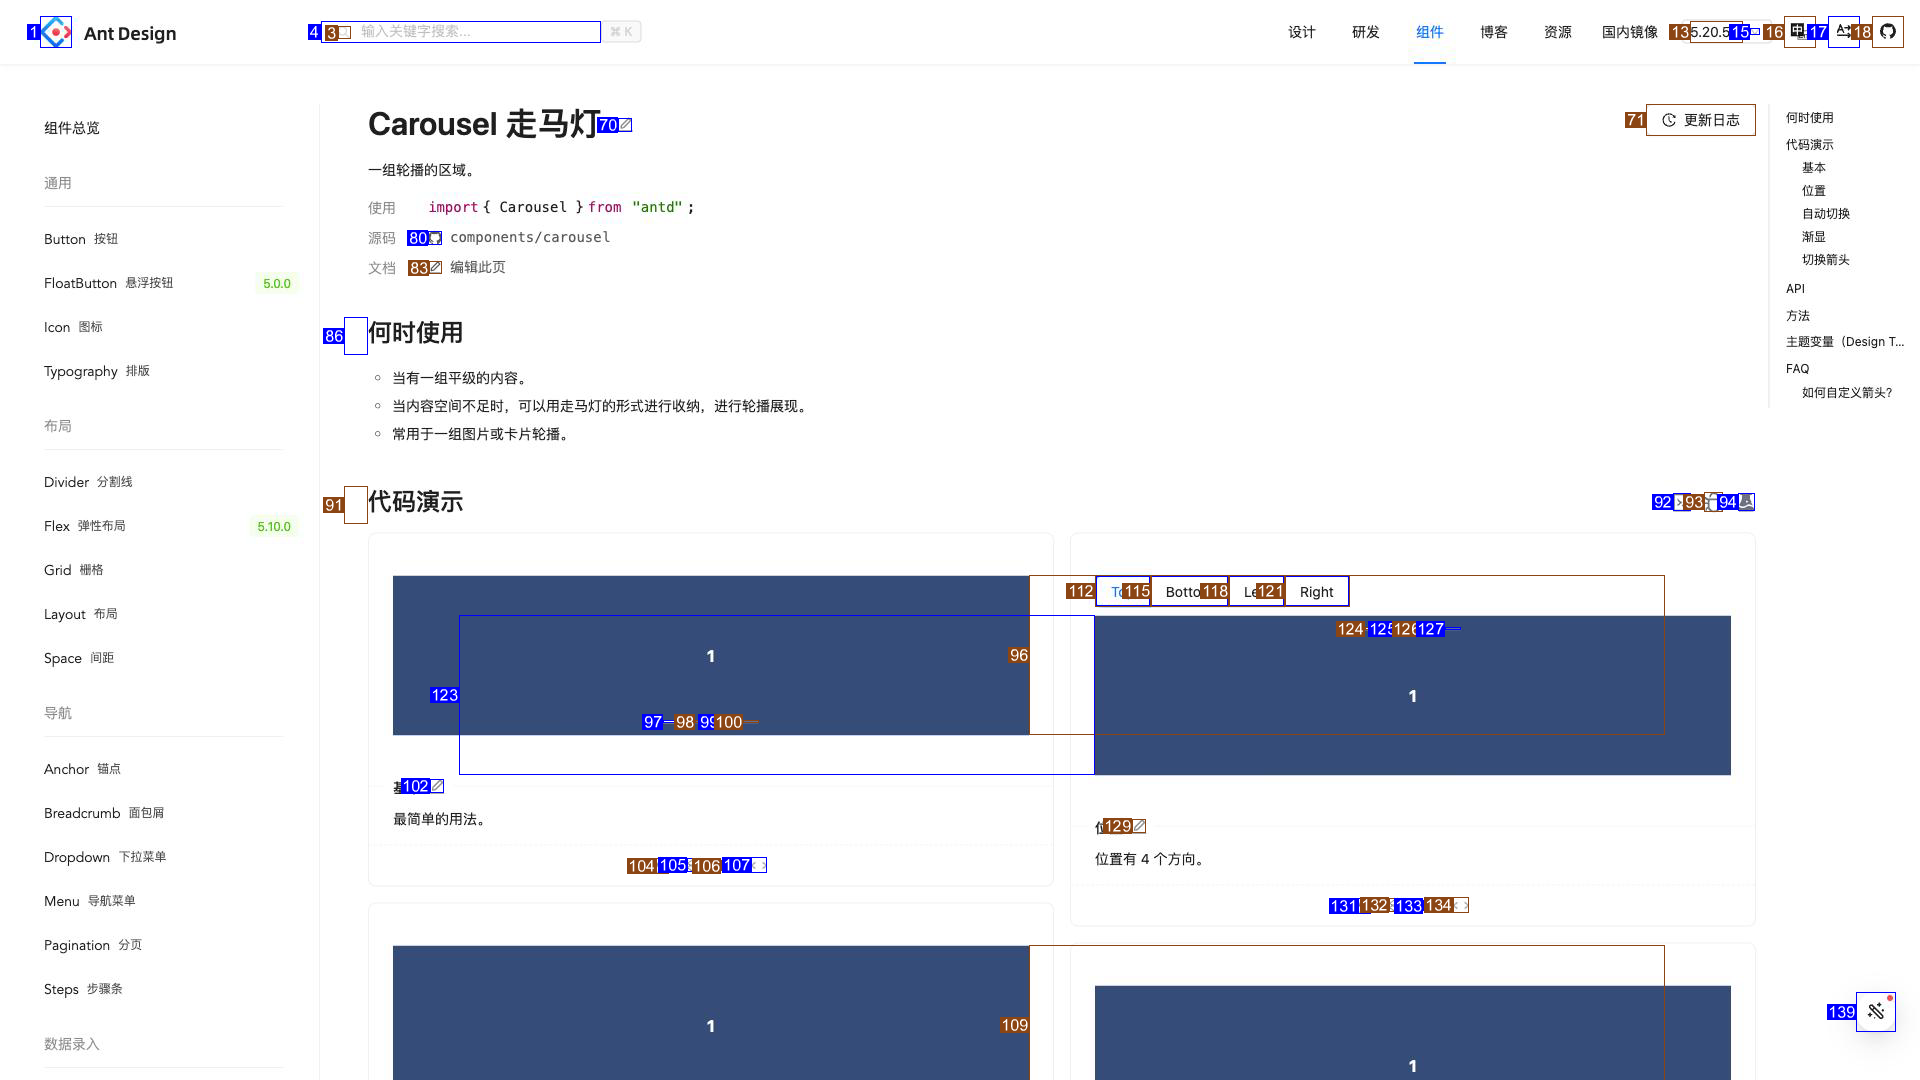 1
Ant Design
4
3
输入关键字搜索...
⌘ K
设计
研发
组件
博客
资源
国内镜像
13
5.20.5
15
16
中
17
18
组件总览
通用
Button 按钮
FloatButton 悬浮按钮 5.0.0
Icon 图标
Typography 排版
布局
Divider 分割线
Flex 弹性布局 5.10.0
Grid 栅格
Layout 布局
Space 间距
导航
Anchor 锚点
Breadcrumb 面包屑
Dropdown 下拉菜单
Menu 导航菜单
Pagination 分页
Steps 步骤条
数据录入
Carousel 走马灯 70
71 更新日志
一组轮播的区域。
使用 import { Carousel } from "antd";
源码 80 components/carousel
文档 83 编辑此页
86 何时使用
当有一组平级的内容。
当内容空间不足时，可以用走马灯的形式进行收纳，进行轮播展现。
常用于一组图片或卡片轮播。
91 代码演示
92 93 94
1
96
123
97 98 99 100
102
最简单的用法。
104 105 106 107
112 115 118 121
Right
124 125 126 127
1
129
位置有 4 个方向。
131 132 133 134
1
109
1
何时使用
代码演示
基本
位置
自动切换
渐显
切换箭头
API
方法
主题变量（Design T...
FAQ
如何自定义箭头？
139